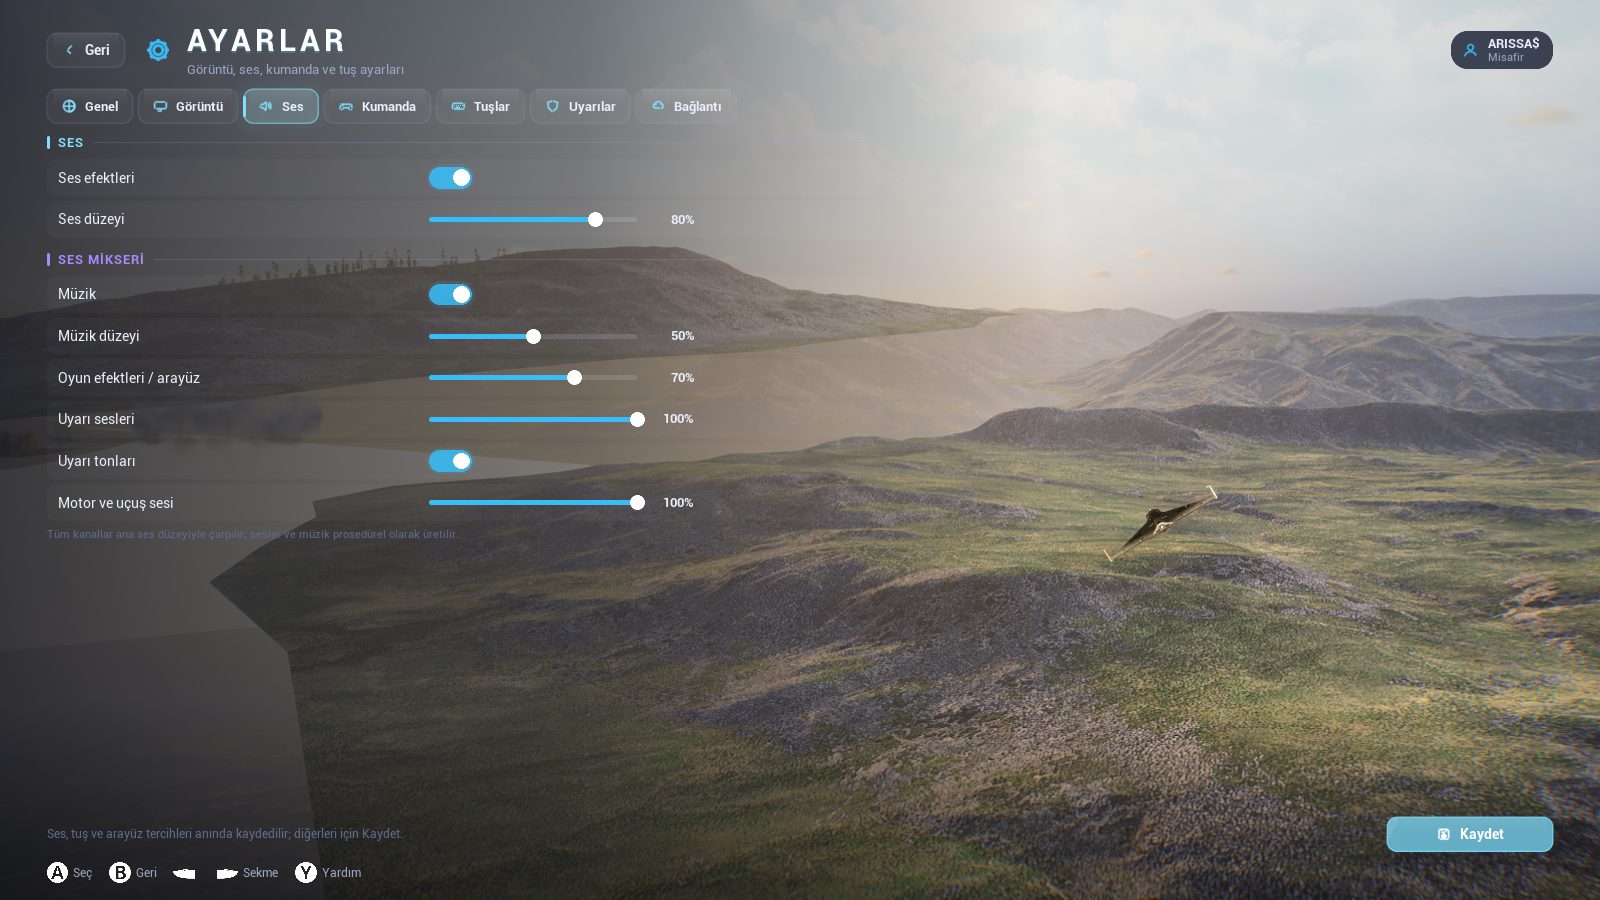 Geri
AYARLAR
Görüntü, ses, kumanda ve tuş ayarları
ARISSA$
Misafir
Genel Görüntü Ses Kumanda Tuşlar Uyarılar Bağlantı
SES
Ses efektleri
Ses düzeyi 80%
SES MİKSERİ
Müzik
Müzik düzeyi 50%
Oyun efektleri / arayüz 70%
Uyarı sesleri 100%
Uyarı tonları
Motor ve uçuş sesi 100%
Tüm kanallar ana ses düzeyiyle çarpılır; sesler ve müzik prosedürel olarak üretilir.
Ses, tuş ve arayüz tercihleri anında kaydedilir; diğerleri için Kaydet.
Kaydet
A Seç B Geri Sekme Y Yardım